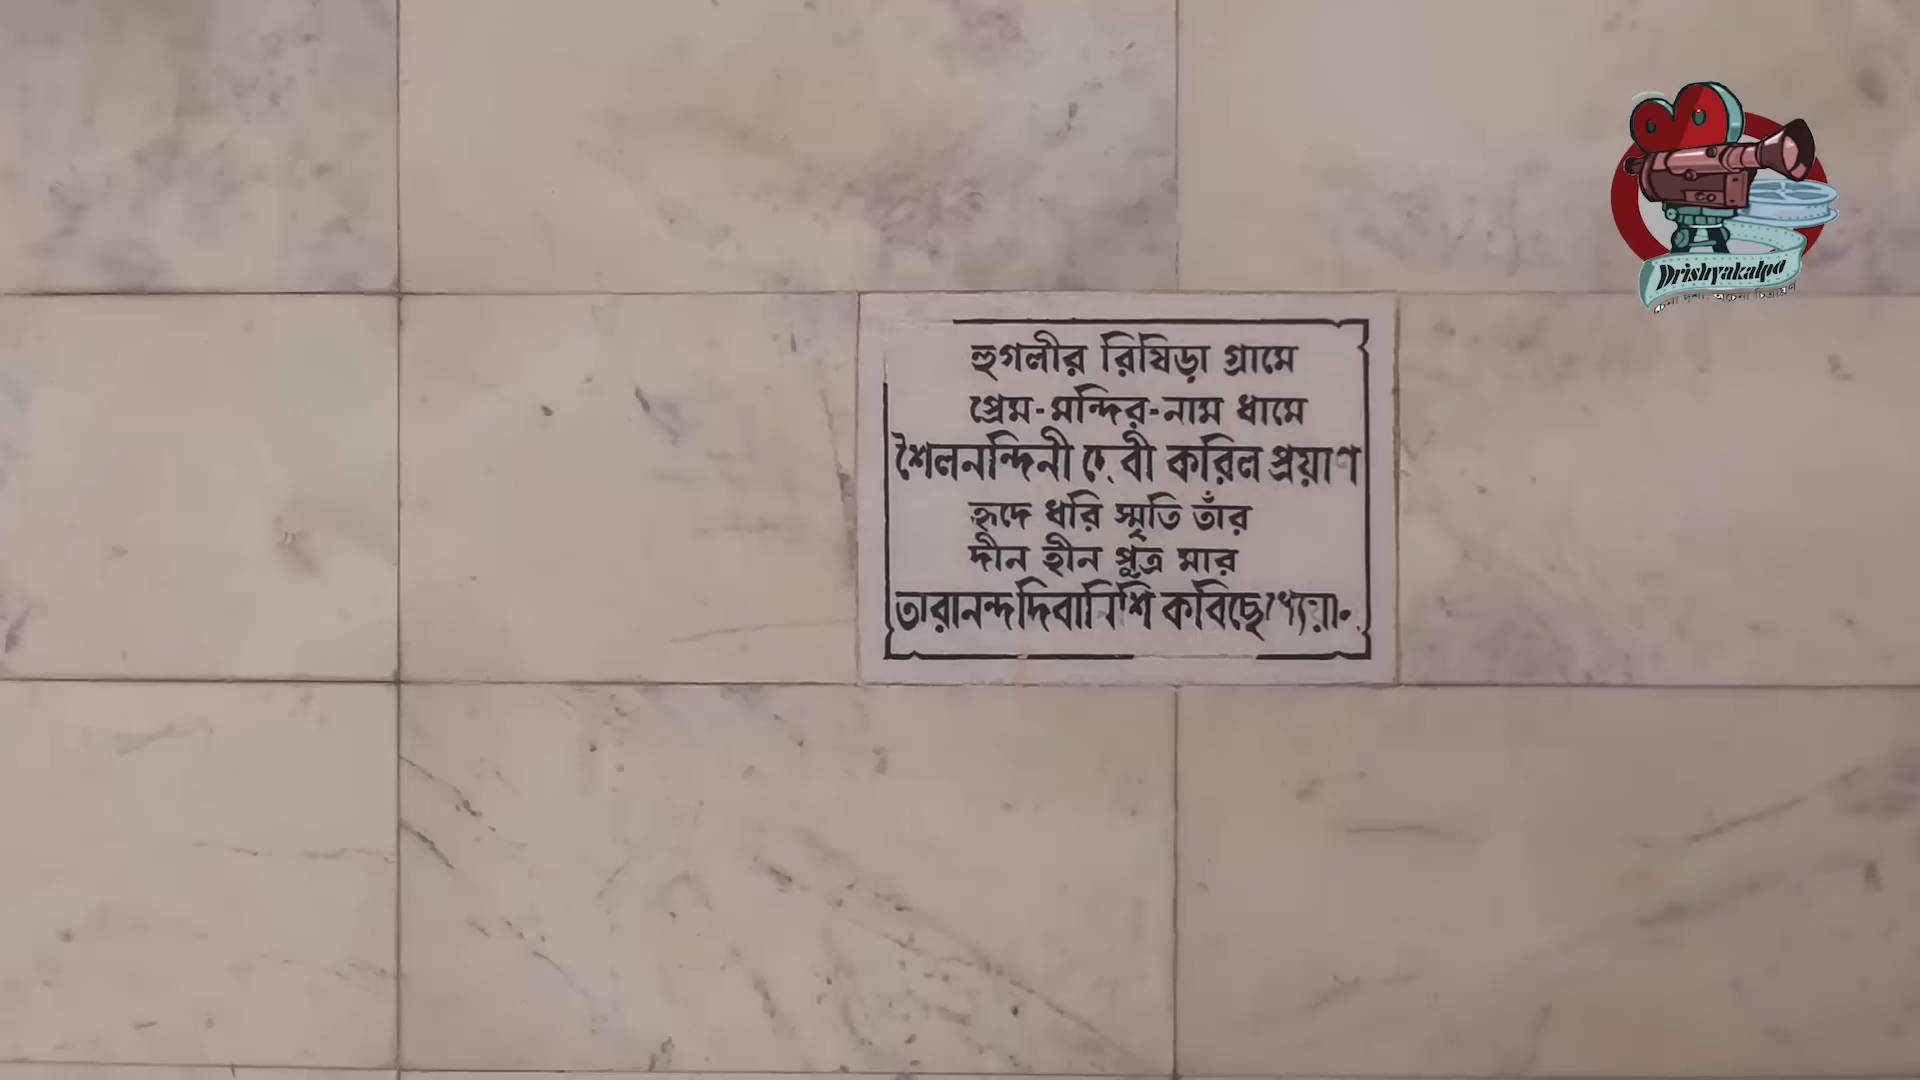 হুগলীর রিষিড়া গ্রামে
প্রেম-মন্দির-নাম ধামে
শৈলনন্দিনী দেবী করিল প্রয়াণ
হৃদে ধরি স্মৃতি তাঁর
দীন হীন পুত্র মার
তারানন্দ দিবানিশি করিছে
Drishyakalpa